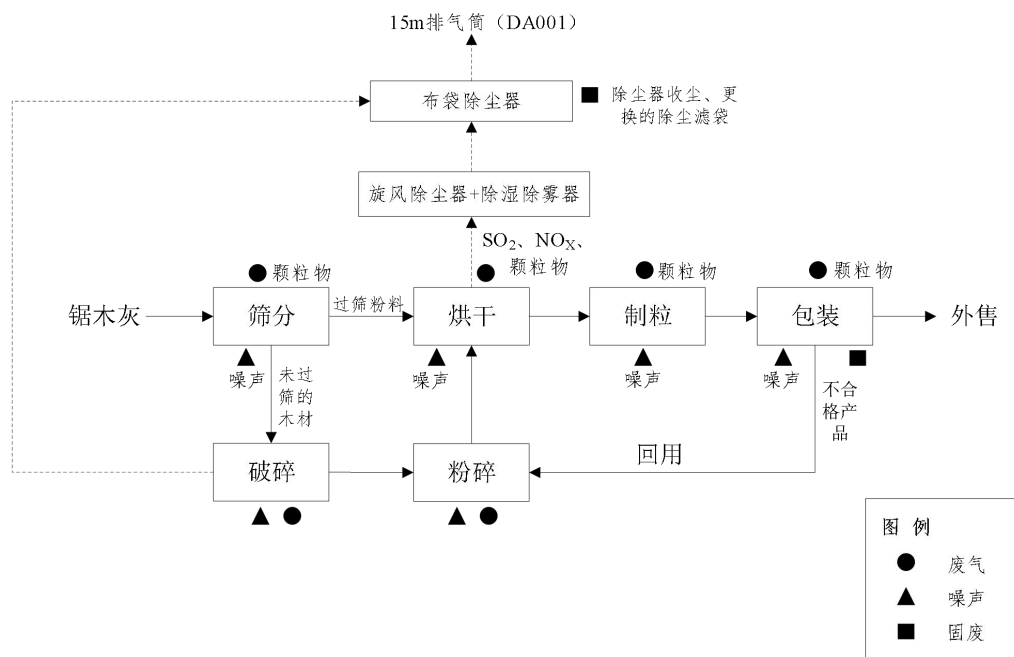 15m排气筒（DA001）
布袋除尘器
除尘器收尘、更
换的除尘滤袋
旋风除尘器+除湿除雾器
SO₂、NOX、
颗粒物
颗粒物
颗粒物
颗粒物
锯木灰
筛分
过筛粉料
烘干
制粒
包装
外售
噪声
噪声
噪声
噪声
未过
筛的
木材
不合
格产
品
破碎
粉碎
回用
图 例
废气
噪声
固废